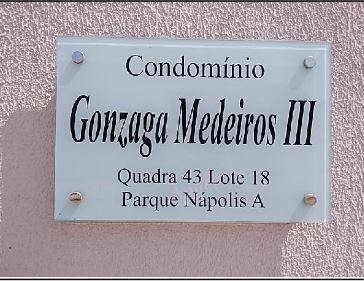 Condomínio
Gonzaga Medeiros III
Quadra 43 Lote 18
Parque Nápolis A